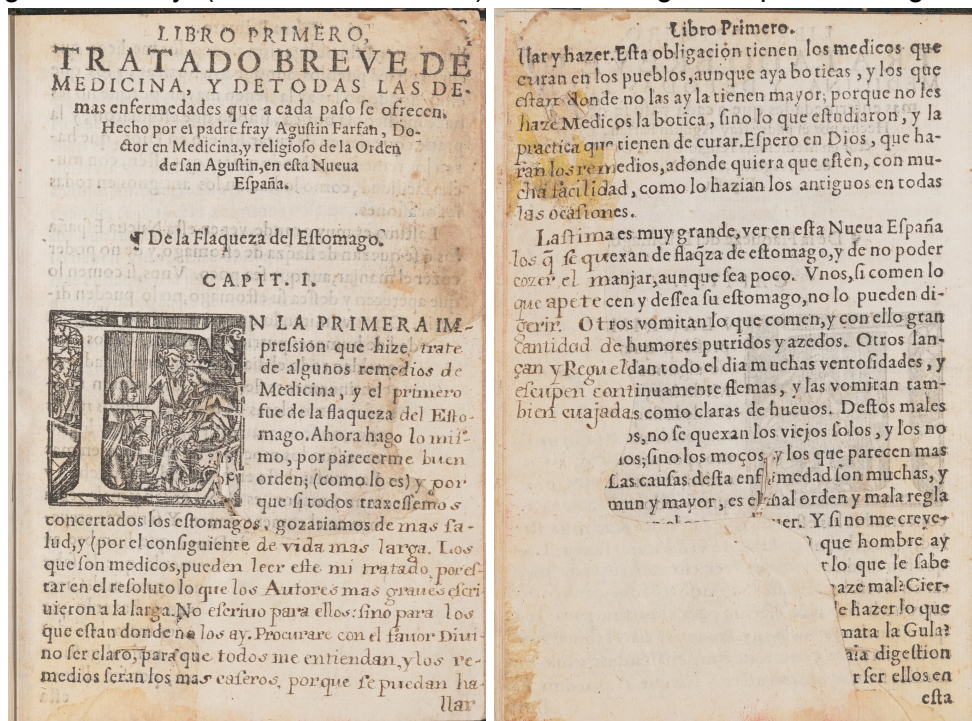 LIBRO PRIMERO,
TRATADO BREVE DE
MEDICINA, Y DETODAS LAS DE-
mas enfermedades que a cada paſo ſe ofrecen.
Hecho por el padre fray Aguſtin Farfan, Do-
ctor en Medicina,y religioſo de la Orden
de ſan Aguſtin,en eſta Nueua
Eſpaña.
¶ De la Flaqueza del Eſtomago.
CAPIT. I.
EN LA PRIMERA IM-
preſsion que hize, trate
de algunos remedios de
Medicina, y el primero
fue de la flaqueza del Eſto-
mago. Ahora hago lo miſ-
mo, por parecerme buen
orden; (como lo es) y por
que ſi todos traxeſſemos
concertados los eſtomagos, gozariamos de mas ſa-
lud,y (por el conſiguiente de vida mas larga. Los
que ſon medicos,pueden leer eſte mi tratado, por eſ-
tar en el reſoluto lo que los Autores mas graues eſcri
uieron a la larga. No eſcriuo para ellos: ſino para los
que eſtan donde no los ay. Procurare con el fauor Diui-
no ſer claro, para que todos me entiendan, y los re-
medios ſeran los mas caſeros, porque ſe puedan ha-
llar
Libro Primero.
llar y hazer. Eſta obligaciòn tienen los medicos que
curan en los pueblos,aunque aya boticas, y los que
eſtan donde no las ay la tienen mayor, porque no les
haze Medicos la botica, ſino lo que eſtudiaron, y la
practica que tienen de curar.Eſpero en Dios, que ha-
ran los remedios,adonde quiera que eſtèn, con mu-
cha facilidad, como lo hazian los antiguos en todas
las ocaſiones.
Laſtima es muy grande,ver en eſta Nueua Eſpaña
los q̃ ſe quexan de flaq̃za de eſtomago,y de no poder
cozer el manjar,aunque ſea poco. Vnos,ſi comen lo
que apetecen y deſſea ſu eſtomago,no lo pueden di-
gerir. Otros vomitan lo que comen,y con ello gran
cantidad de humores putridos y azedos. Otros lan-
çan y Regueldan todo el dia muchas ventoſidades, y
eſcupen continuamente flemas, y las vomitan tam-
bien cuajadas como claras de hueuos. Deſtos males
os,no ſe quexan los viejos ſolos, y los no
ios;ſino los moços, y los que parecen mas
Las cauſas deſta enfermedad ſon muchas, y
mun y mayor, es el mal orden y mala regla
uer. Y ſi no me creye-
que hombre ay
r lo que le ſabe
haze mal? Cier-
e hazer lo que
mata la Gula?
ala digeſtion
r ſer ellos en
eſta